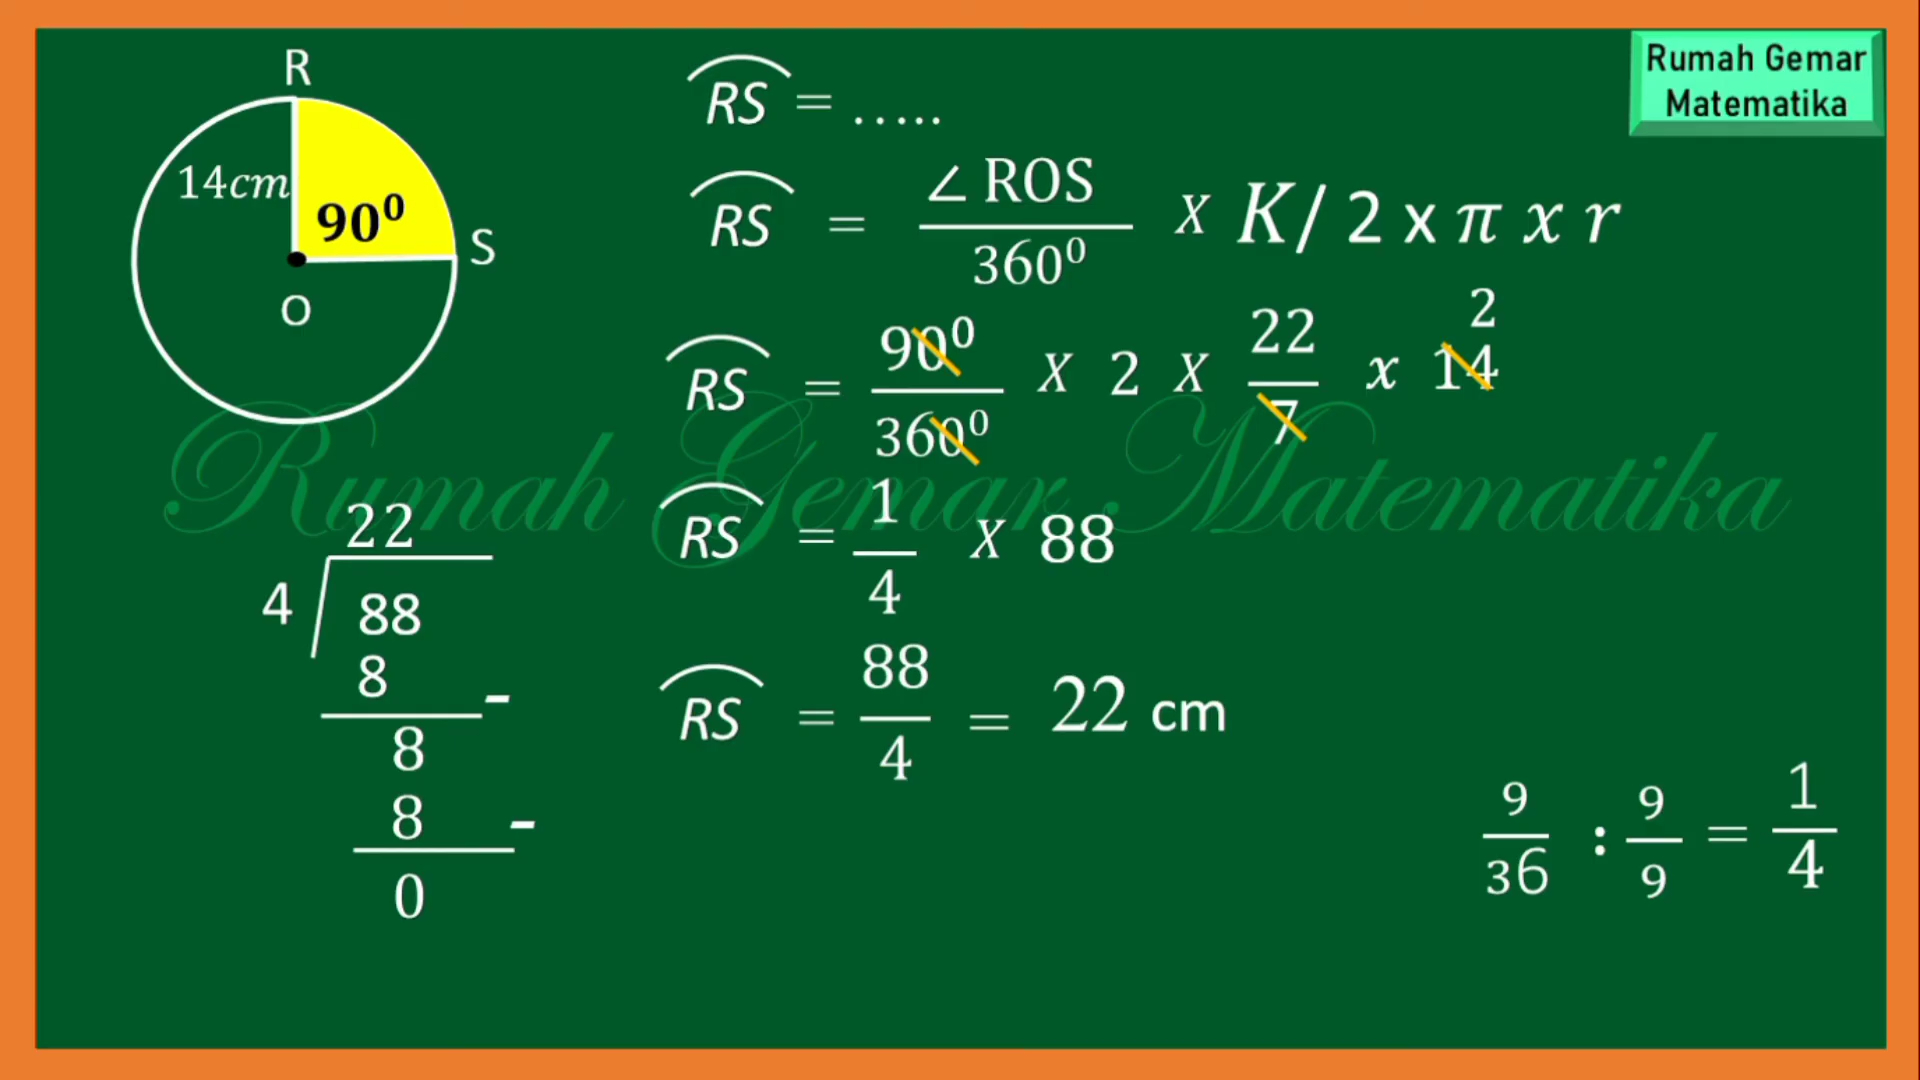 Rumah Gemar
Matematika
R
14cm
90⁰
S
O
RS = .....
RS = ∠ ROS / 360⁰ X K / 2 x π x r
RS = 90⁰ / 360⁰ X 2 X 22 / 7 x 14 2
RS = 1 / 4 X 88
RS = 88 / 4 = 22 cm
22
4 88
8 -
8
8 -
0
9 / 36 : 9 / 9 = 1 / 4
Rumah Gemar Matematika